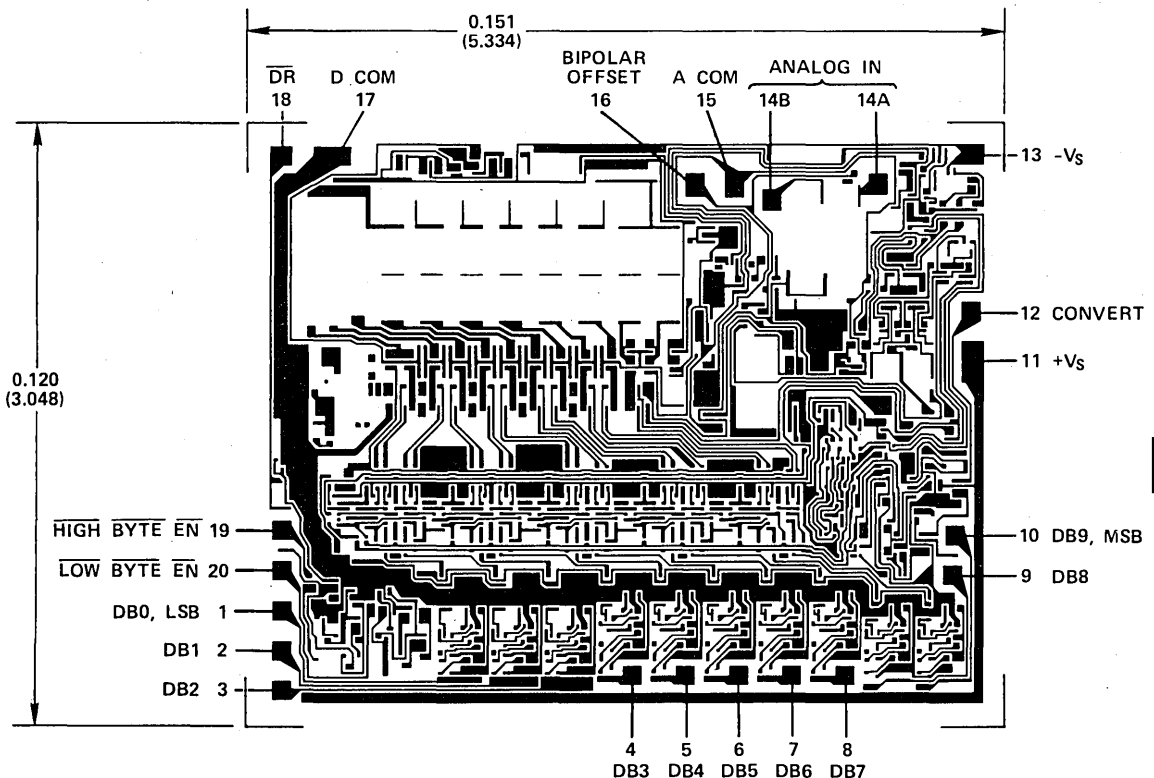 0.151
(5.334)
DR
18
D COM
17
BIPOLAR
OFFSET
16
A COM
15
ANALOG IN
14B
14A
13 -VS
12 CONVERT
11 +VS
0.120
(3.048)
HIGH BYTE EN 19
LOW BYTE EN 20
DB0, LSB 1
DB1 2
DB2 3
10 DB9, MSB
9 DB8
4
DB3
5
DB4
6
DB5
7
DB6
8
DB7